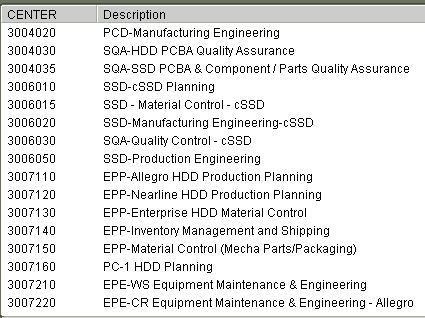 CENTER Description
3004020 PCD-Manufacturing Engineering
3004030 SQA-HDD PCBA Quality Assurance
3004035 SQA-SSD PCBA & Component / Parts Quality Assurance
3006010 SSD-cSSD Planning
3006015 SSD - Material Control - cSSD
3006020 SSD-Manufacturing Engineering-cSSD
3006030 SQA-Quality Control - cSSD
3006050 SSD-Production Engineering
3007110 EPP-Allegro HDD Production Planning
3007120 EPP-Nearline HDD Production Planning
3007130 EPP-Enterprise HDD Material Control
3007140 EPP-Inventory Management and Shipping
3007150 EPP-Material Control (Mecha Parts/Packaging)
3007160 PC-1 HDD Planning
3007210 EPE-WS Equipment Maintenance & Engineering
3007220 EPE-CR Equipment Maintenance & Engineering - Allegro